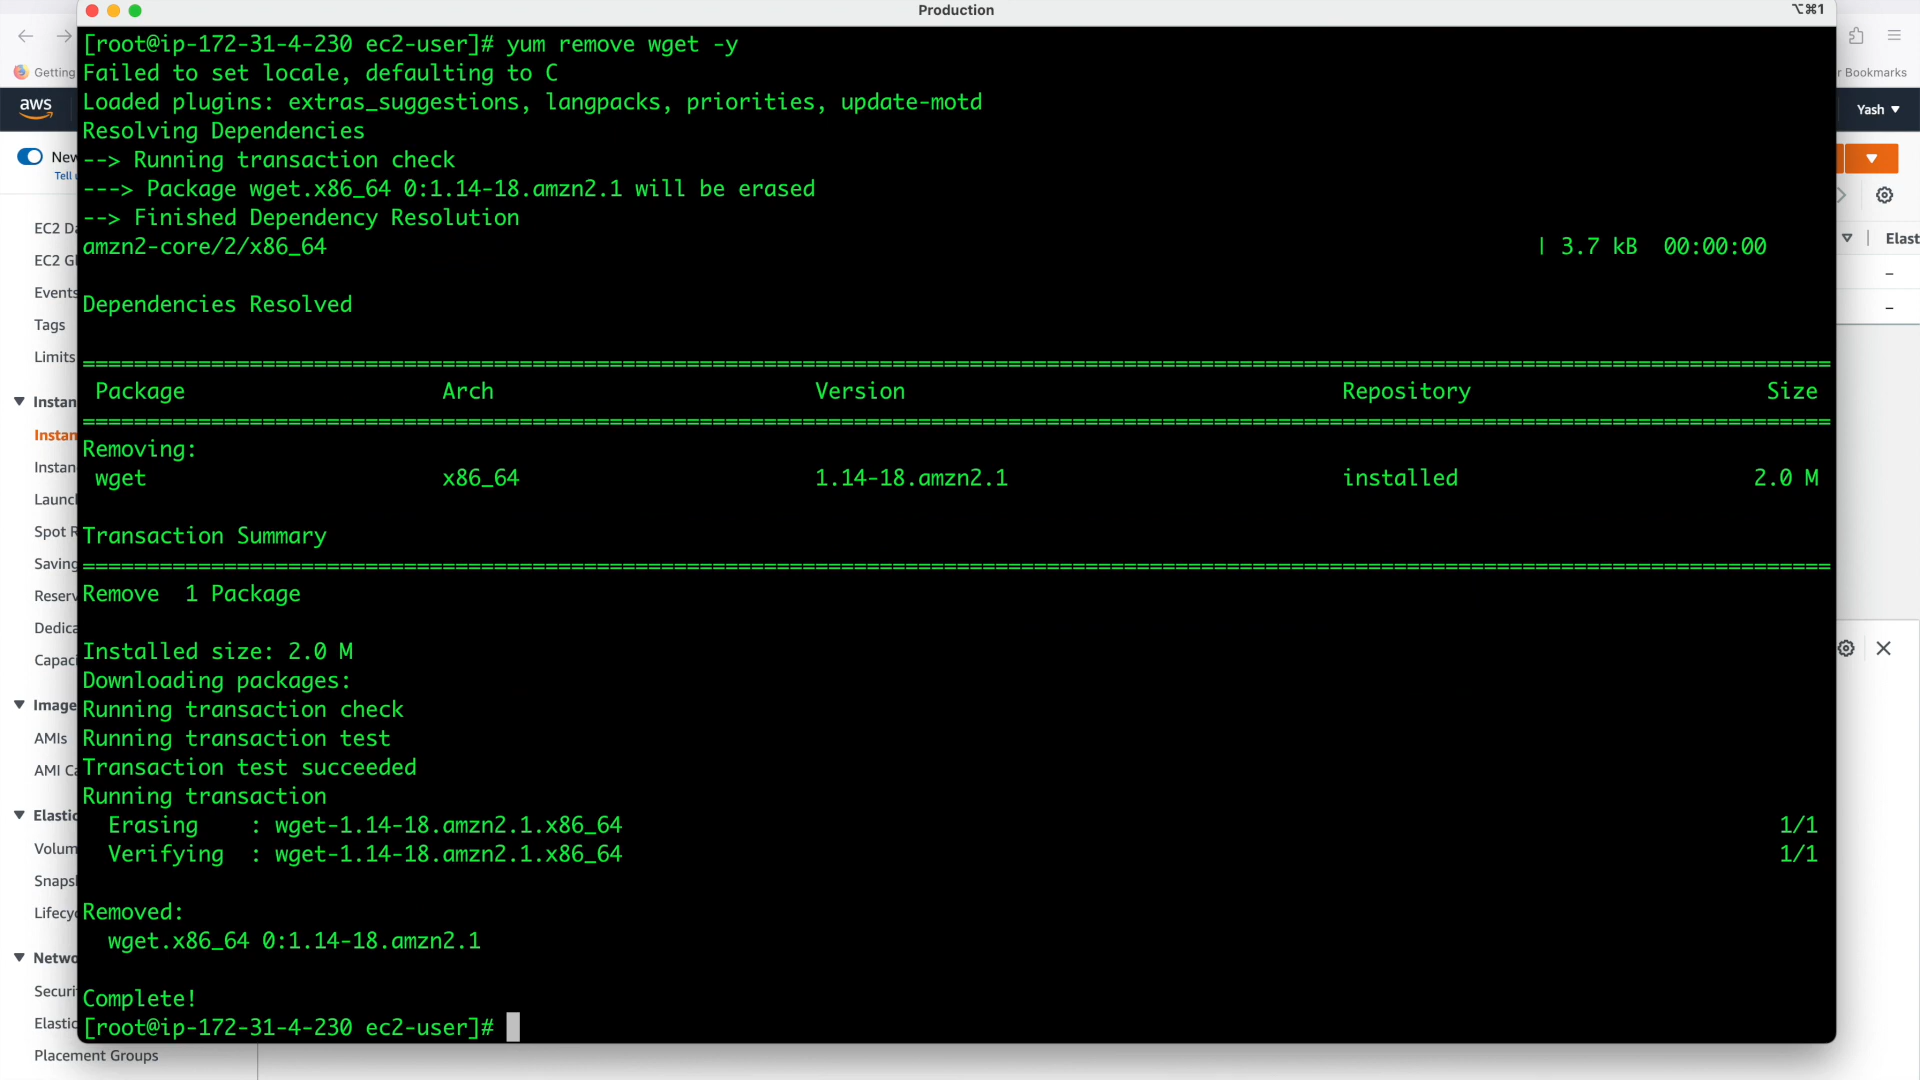 Production
⌥⌘1
[root@ip-172-31-4-230 ec2-user]# yum remove wget -y
Failed to set locale, defaulting to C
Loaded plugins: extras_suggestions, langpacks, priorities, update-motd
Resolving Dependencies
--> Running transaction check
---> Package wget.x86_64 0:1.14-18.amzn2.1 will be erased
--> Finished Dependency Resolution
amzn2-core/2/x86_64 | 3.7 kB 00:00:00
Dependencies Resolved
================================================================================
Package Arch Version Repository Size
================================================================================
Removing:
wget x86_64 1.14-18.amzn2.1 installed 2.0 M
Transaction Summary
================================================================================
Remove 1 Package
Installed size: 2.0 M
Downloading packages:
Running transaction check
Running transaction test
Transaction test succeeded
Running transaction
Erasing : wget-1.14-18.amzn2.1.x86_64 1/1
Verifying : wget-1.14-18.amzn2.1.x86_64 1/1
Removed:
wget.x86_64 0:1.14-18.amzn2.1
Complete!
[root@ip-172-31-4-230 ec2-user]#
Getting
aws
New
Tell
EC2
EC2
Events
Tags
Limits
Instan
Instan
Instan
Launc
Spot R
Saving
Reserv
Dedica
Capaci
Image
AMIs
AMI Ca
Elastic
Volum
Snaps
Lifecy
Netwo
Securi
Elastic
Placement Groups
r Bookmarks
Yash
Elast
–
–